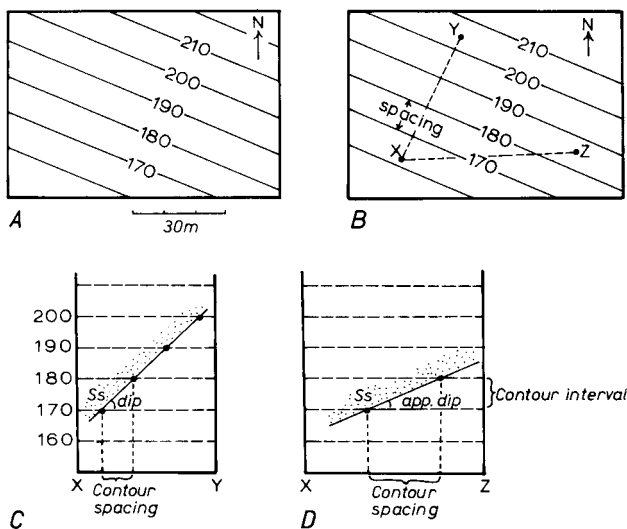 N
210
200
190
180
170
A
30m
N
Y
210
200
190
180
170
spacing
X
Z
B
200
190
180
170
160
Ss
dip
X
Y
Contour
spacing
C
Ss
app. dip
Contour interval
X
Z
Contour
spacing
D